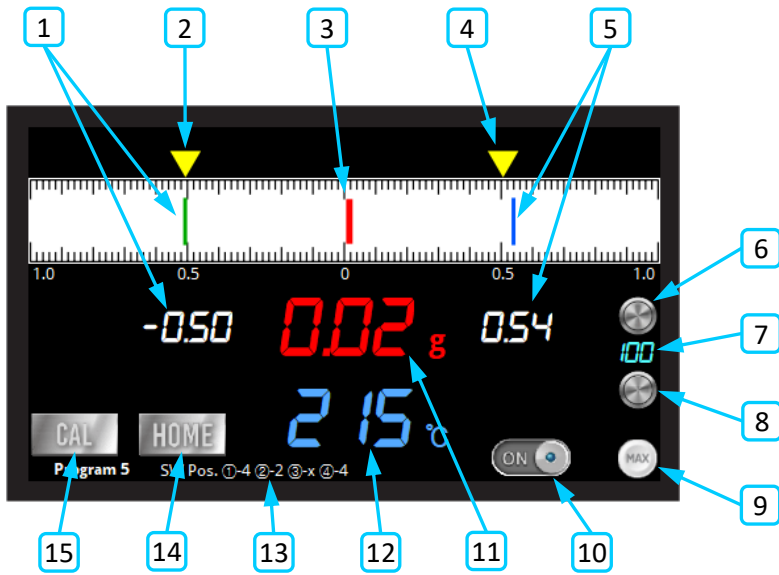 1 2 3 4 5
1.0 0.5 0 0.5 1.0
6
-0.50 0.02 g 0.54
7
100
215 °C
8
CAL HOME
ON MAX
Program 5 SW Pos. ①-4 ②-2 ③-x ④-4
9
15 14 13 12 11 10